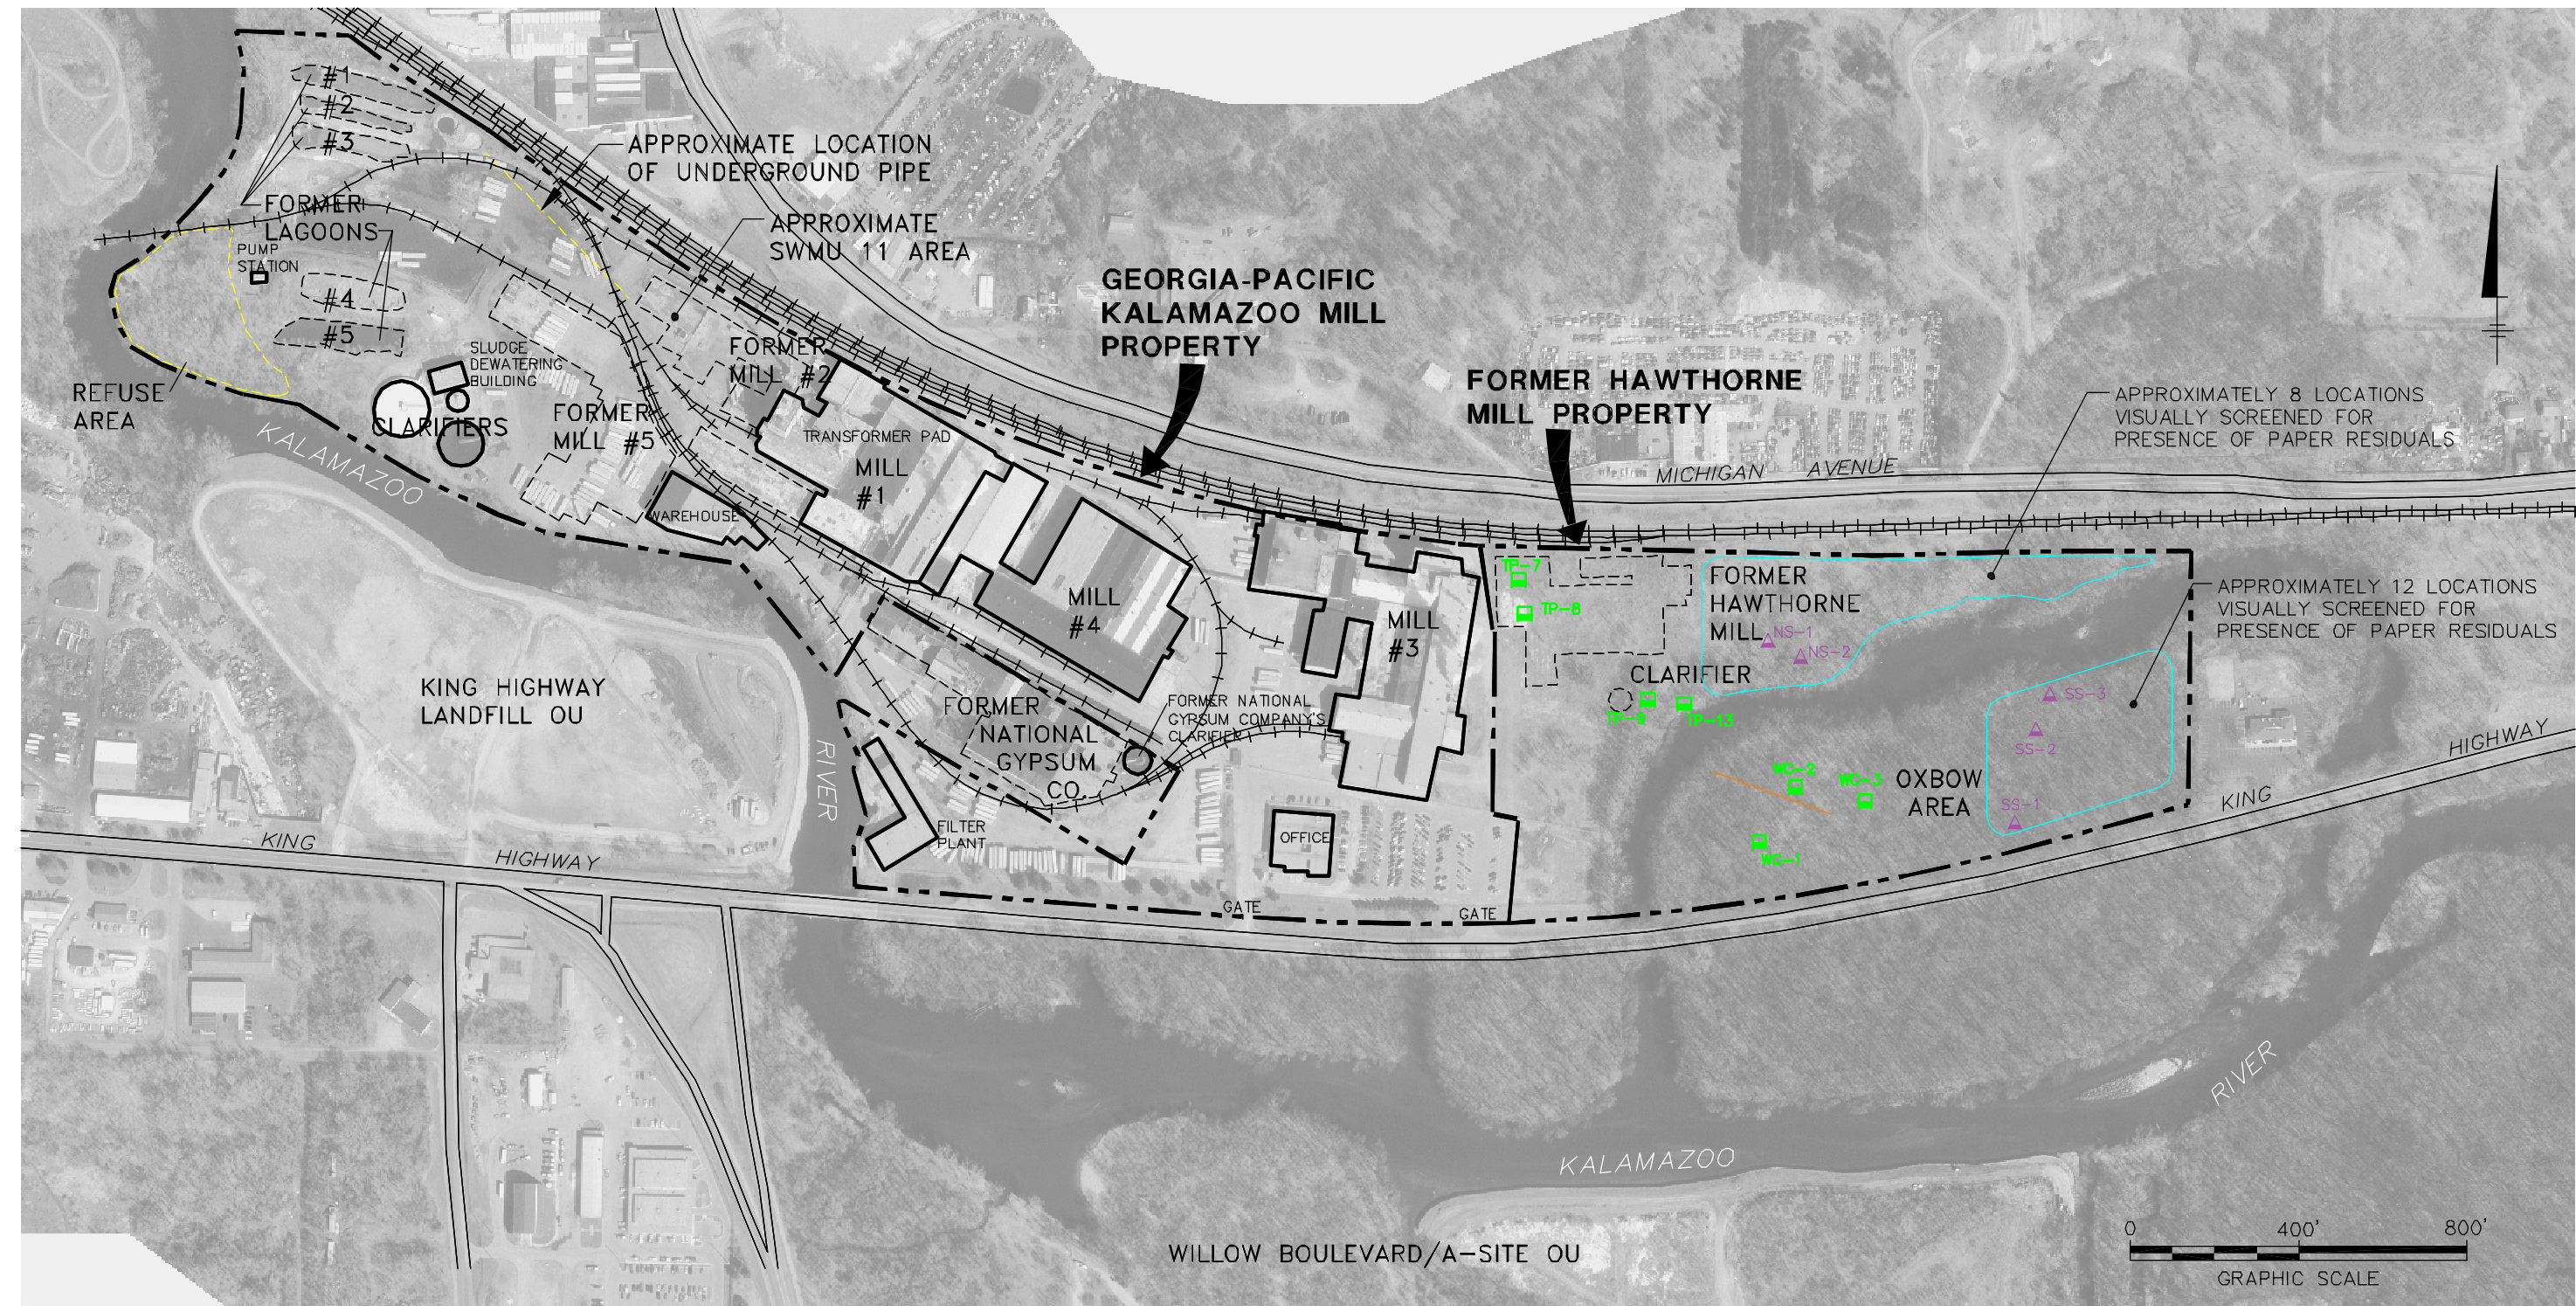 #1
#2
#3
APPROXIMATE LOCATION
OF UNDERGROUND PIPE
FORMER
LAGOONS
PUMP
STATION
APPROXIMATE
SWMU 11 AREA
#4
#5
GEORGIA-PACIFIC
KALAMAZOO MILL
PROPERTY
SLUDGE
DEWATERING
BUILDING
FORMER
MILL #2
REFUSE
AREA
CLARIFIERS
FORMER
MILL #5
TRANSFORMER PAD
MILL
#1
WAREHOUSE
KALAMAZOO
FORMER HAWTHORNE
MILL PROPERTY
APPROXIMATELY 8 LOCATIONS
VISUALLY SCREENED FOR
PRESENCE OF PAPER RESIDUALS
MICHIGAN AVENUE
TP-7
TP-8
FORMER
HAWTHORNE
MILL
NS-1
NS-2
APPROXIMATELY 12 LOCATIONS
VISUALLY SCREENED FOR
PRESENCE OF PAPER RESIDUALS
MILL
#4
MILL
#3
CLARIFIER
TP-9
TP-13
SS-3
SS-2
SS-1
KING HIGHWAY
LANDFILL OU
FORMER
NATIONAL
GYPSUM
CO.
FORMER NATIONAL
GYPSUM COMPANY'S
CLARIFIER
RIVER
WC-2
WC-3
WC-1
OXBOW
AREA
KING HIGHWAY
FILTER
PLANT
OFFICE
KING HIGHWAY
GATE
GATE
RIVER
KALAMAZOO
WILLOW BOULEVARD/A-SITE OU
0 400' 800'
GRAPHIC SCALE